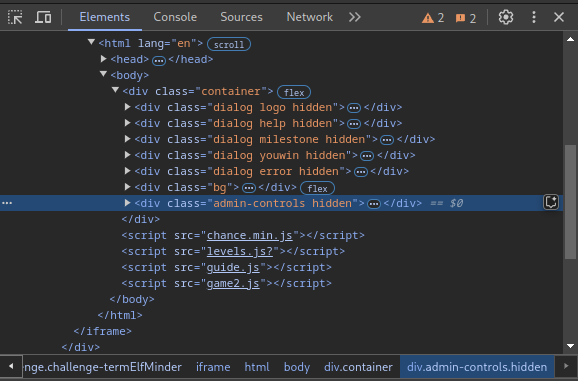 Elements Console Sources Network 2 2
<html lang="en"> scroll
<head> ⋯ </head>
<body>
<div class="container"> flex
<div class="dialog logo hidden"> ⋯ </div>
<div class="dialog help hidden"> ⋯ </div>
<div class="dialog milestone hidden"> ⋯ </div>
<div class="dialog youwin hidden"> ⋯ </div>
<div class="dialog error hidden"> ⋯ </div>
<div class="bg"> ⋯ </div> flex
<div class="admin-controls hidden"> ⋯ </div> == $0
</div>
<script src="chance.min.js"></script>
<script src="levels.js?"></script>
<script src="guide.js"></script>
<script src="game2.js"></script>
</body>
</html>
</iframe>
</div>
enge.challenge-termElfMinder iframe html body div.container div.admin-controls.hidden